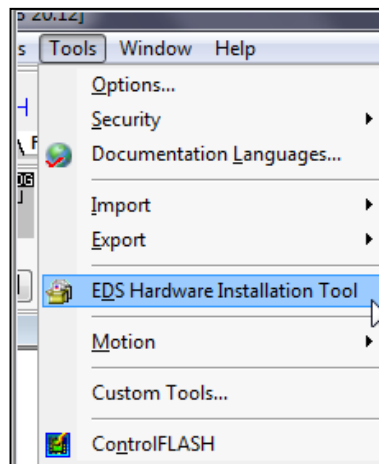 5 20.12]
s Tools Window Help
Options...
Security
Documentation Languages...
Import
Export
EDS Hardware Installation Tool
Motion
Custom Tools...
ControlFLASH